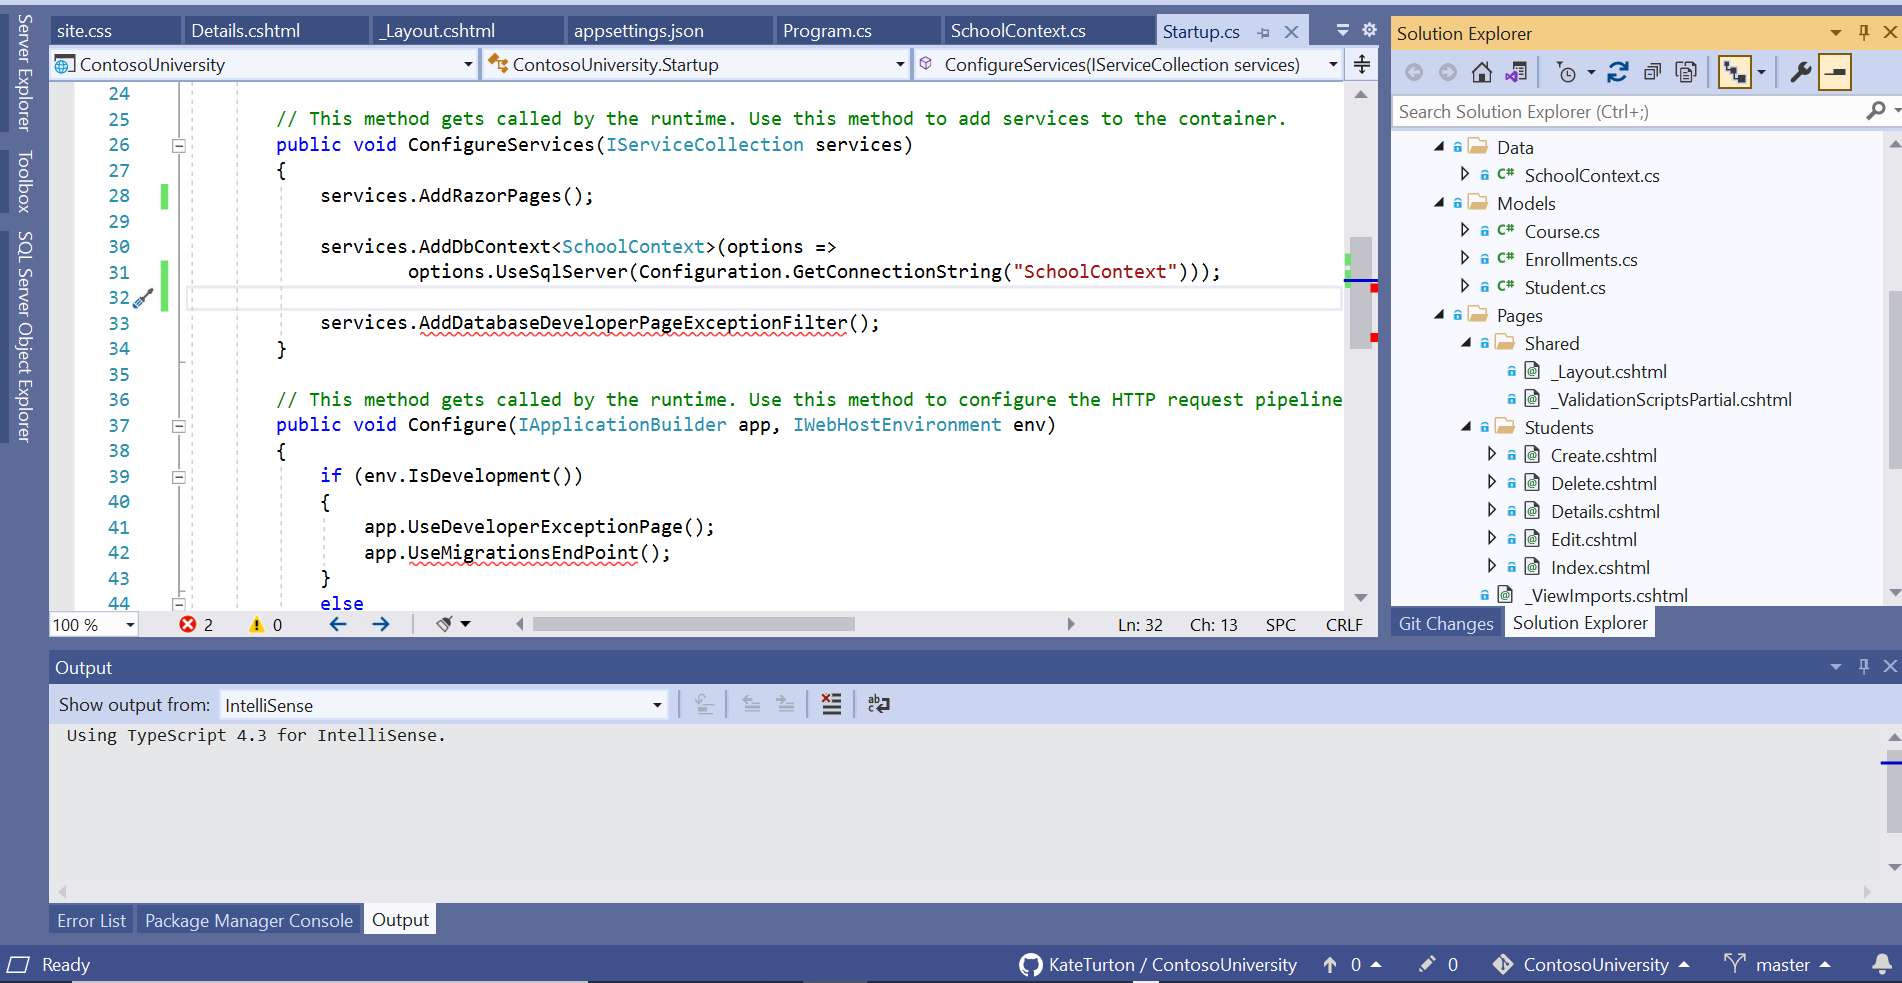 Server Explorer
Toolbox
SQL Server Object Explorer
site.css
Details.cshtml
_Layout.cshtml
appsettings.json
Program.cs
SchoolContext.cs
Startup.cs
ContosoUniversity
ContosoUniversity.Startup
ConfigureServices(IServiceCollection services)
24
25 // This method gets called by the runtime. Use this method to add services to the container.
26 public void ConfigureServices(IServiceCollection services)
27 {
28 services.AddRazorPages();
29
30 services.AddDbContext<SchoolContext>(options =>
31 options.UseSqlServer(Configuration.GetConnectionString("SchoolContext")));
32
33 services.AddDatabaseDeveloperPageExceptionFilter();
34 }
35
36 // This method gets called by the runtime. Use this method to configure the HTTP request pipeline
37 public void Configure(IApplicationBuilder app, IWebHostEnvironment env)
38 {
39 if (env.IsDevelopment())
40 {
41 app.UseDeveloperExceptionPage();
42 app.UseMigrationsEndPoint();
43 }
44 else
100 %
2
0
Ln: 32
Ch: 13
SPC
CRLF
Solution Explorer
Search Solution Explorer (Ctrl+;)
Data
C# SchoolContext.cs
Models
C# Course.cs
C# Enrollments.cs
C# Student.cs
Pages
Shared
_Layout.cshtml
_ValidationScriptsPartial.cshtml
Students
Create.cshtml
Delete.cshtml
Details.cshtml
Edit.cshtml
Index.cshtml
_ViewImports.cshtml
Git Changes
Solution Explorer
Output
Show output from: IntelliSense
Using TypeScript 4.3 for IntelliSense.
Error List
Package Manager Console
Output
Ready
KateTurton / ContosoUniversity
0
0
ContosoUniversity
master